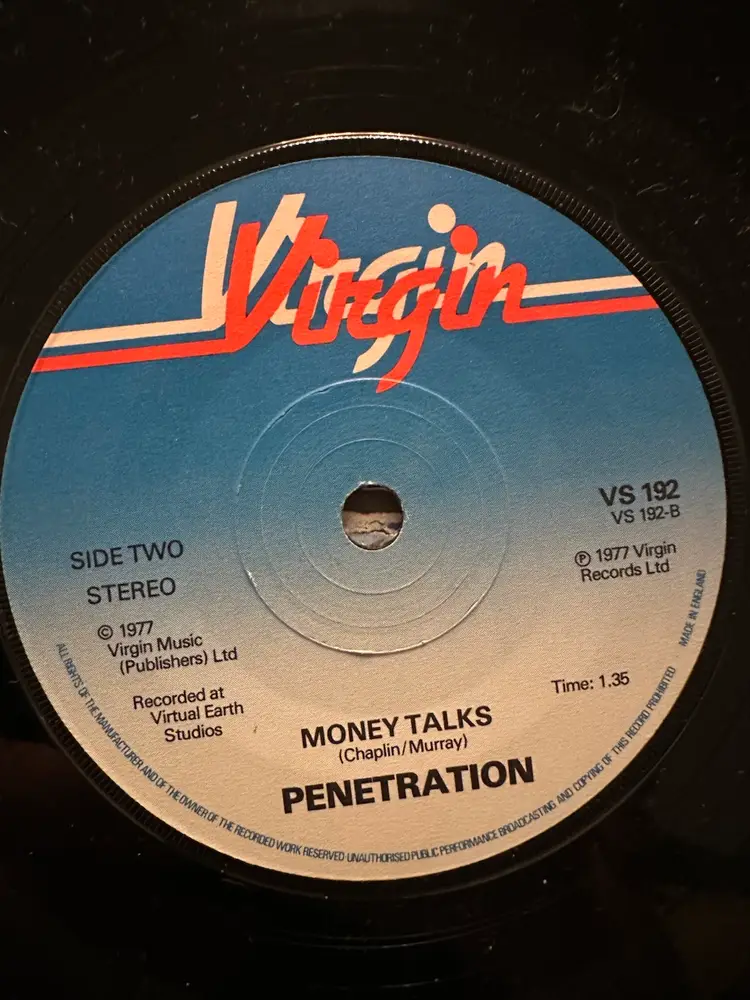 Virgin
VS 192
VS 192-B
℗ 1977 Virgin
Records Ltd
SIDE TWO
STEREO
© 1977
Virgin Music
(Publishers) Ltd
Recorded at
Virtual Earth
Studios
Time: 1.35
MONEY TALKS
(Chaplin/Murray)
PENETRATION
ALL RIGHTS OF THE MANUFACTURER AND OF THE OWNER OF THE RECORDED WORK RESERVED·UNAUTHORISED PUBLIC PERFORMANCE BROADCASTING AND COPYING OF THIS RECORD PROHIBITED MADE IN ENGLAND